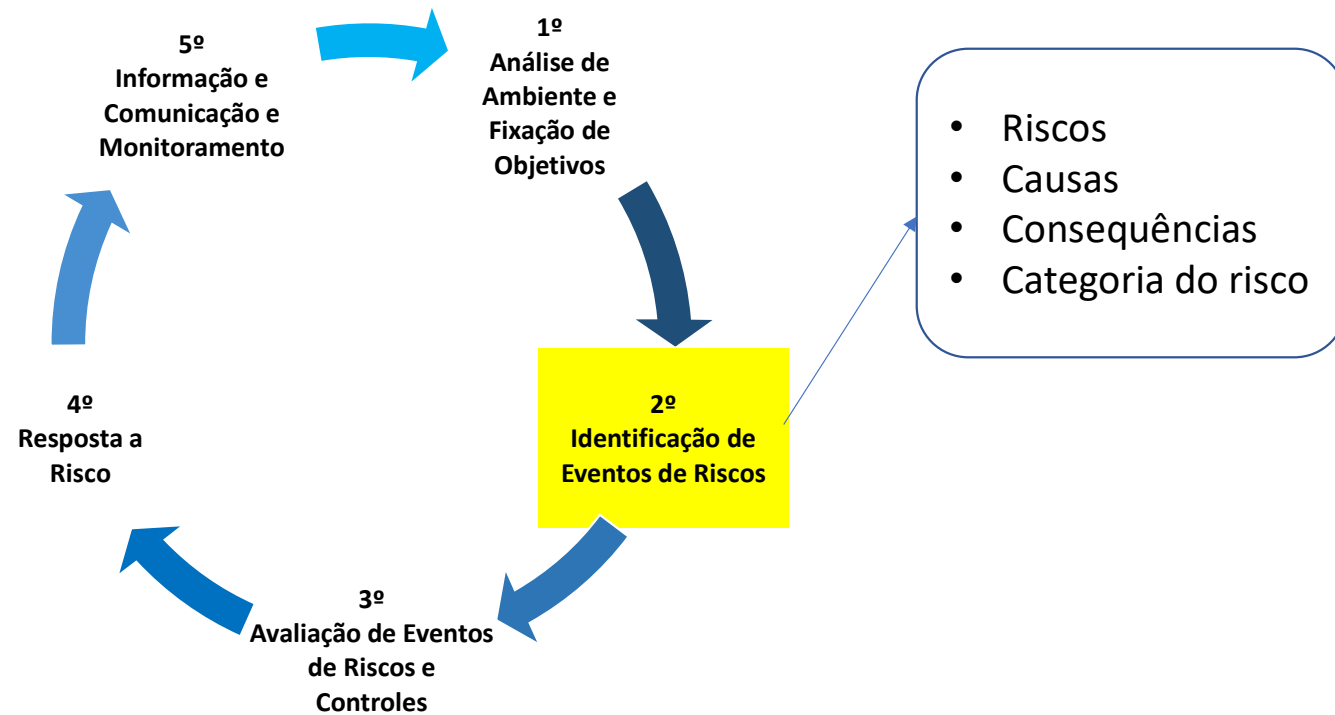 1º
Análise de
Ambiente e
Fixação de
Objetivos
• Riscos
• Causas
• Consequências
• Categoria do risco
2º
Identificação de
Eventos de Riscos
3º
Avaliação de Eventos
de Riscos e
Controles
4º
Resposta a
Risco
5º
Informação e
Comunicação e
Monitoramento